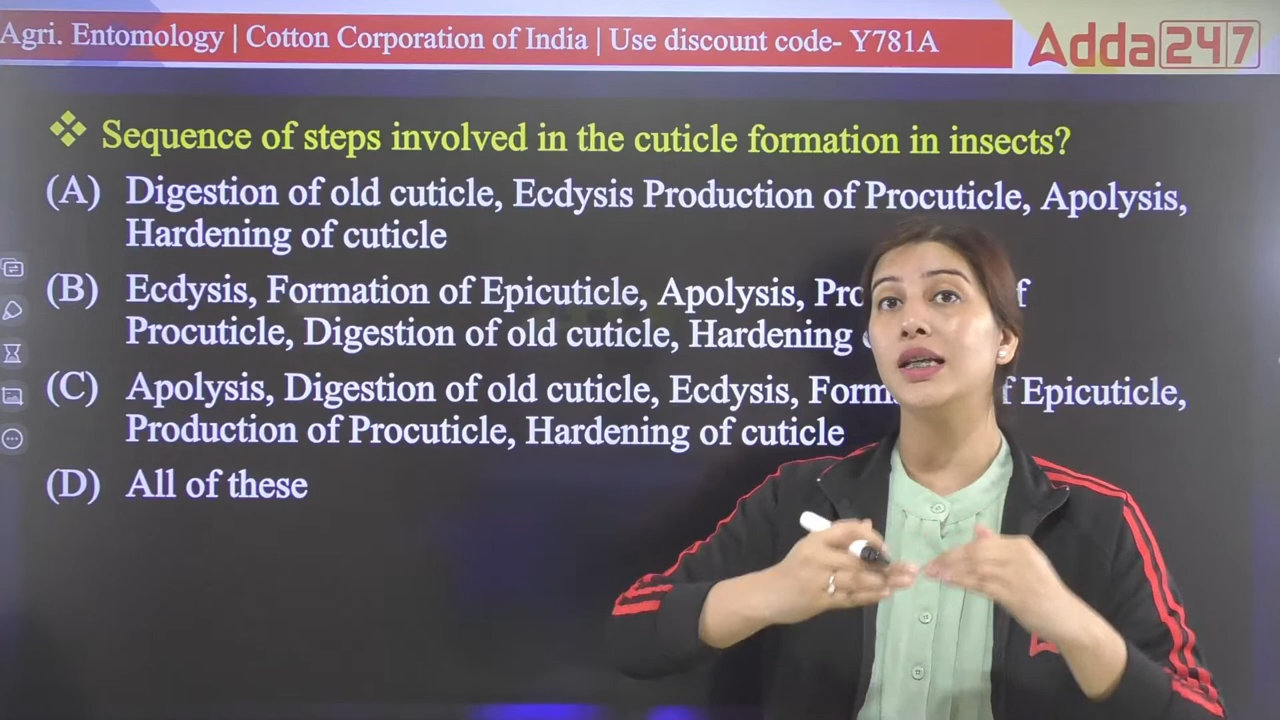 Agri. Entomology | Cotton Corporation of India | Use discount code- Y781A
Adda247
Sequence of steps involved in the cuticle formation in insects?
(A) Digestion of old cuticle, Ecdysis Production of Procuticle, Apolysis,
Hardening of cuticle
(B) Ecdysis, Formation of Epicuticle, Apolysis,
Procuticle, Digestion of old cuticle, Hardening
(C) Apolysis, Digestion of old cuticle, Ecdysis, Epicuticle,
Production of Procuticle, Hardening of cuticle
(D) All of these